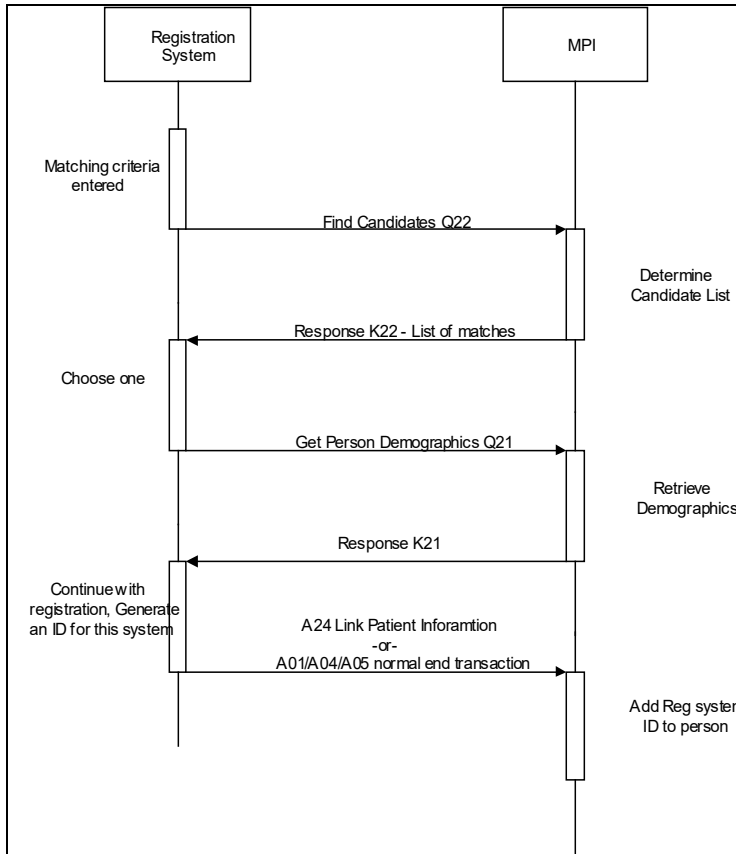 Registration
System
MPI
Matching criteria
entered
Find Candidates Q22
Determine
Candidate List
Response K22 - List of matches
Choose one
Get Person Demographics Q21
Retrieve
Demographics
Response K21
Continue with
registration, Generate
an ID for this system
A24 Link Patient Inforamtion
-or-
A01/A04/A05 normal end transaction
Add Reg system
ID to person